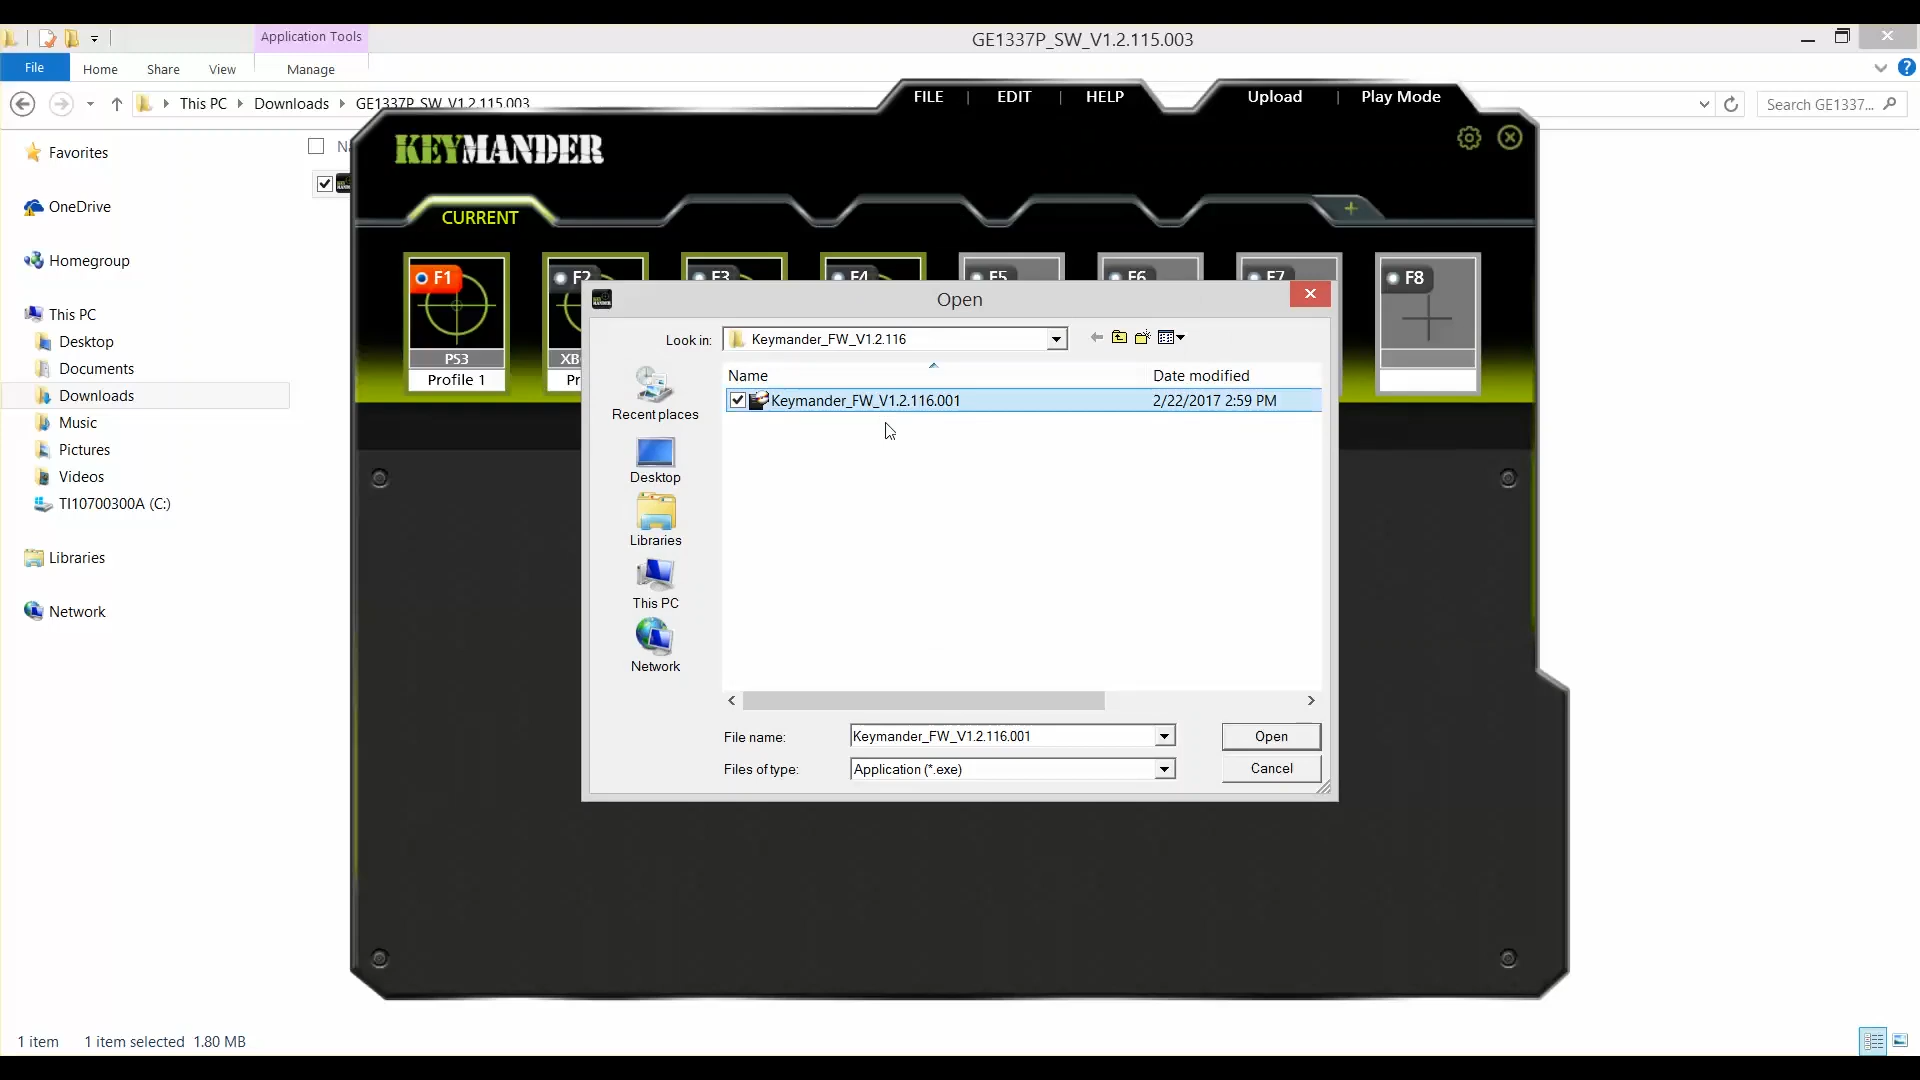 Application Tools
GE1337P_SW_V1.2.115.003
File
Home
Share
View
Manage
This PC
Downloads
GE1337P_SW_V1.2.115.003
Search GE1337...
FILE | EDIT | HELP
Upload | Play Mode
KEYMANDER
CURRENT
+
Favorites
OneDrive
Homegroup
This PC
Desktop
Documents
Downloads
Music
Pictures
Videos
TI10700300A (C:)
Libraries
Network
F1
F2
F3
F4
F5
F6
F7
F8
PS3
Profile 1
XB
Pr
Open
Look in:
Keymander_FW_V1.2.116
Name
Date modified
Keymander_FW_V1.2.116.001
2/22/2017 2:59 PM
Recent places
Desktop
Libraries
This PC
Network
File name:
Keymander_FW_V1.2.116.001
Open
Files of type:
Application (*.exe)
Cancel
1 item
1 item selected 1.80 MB